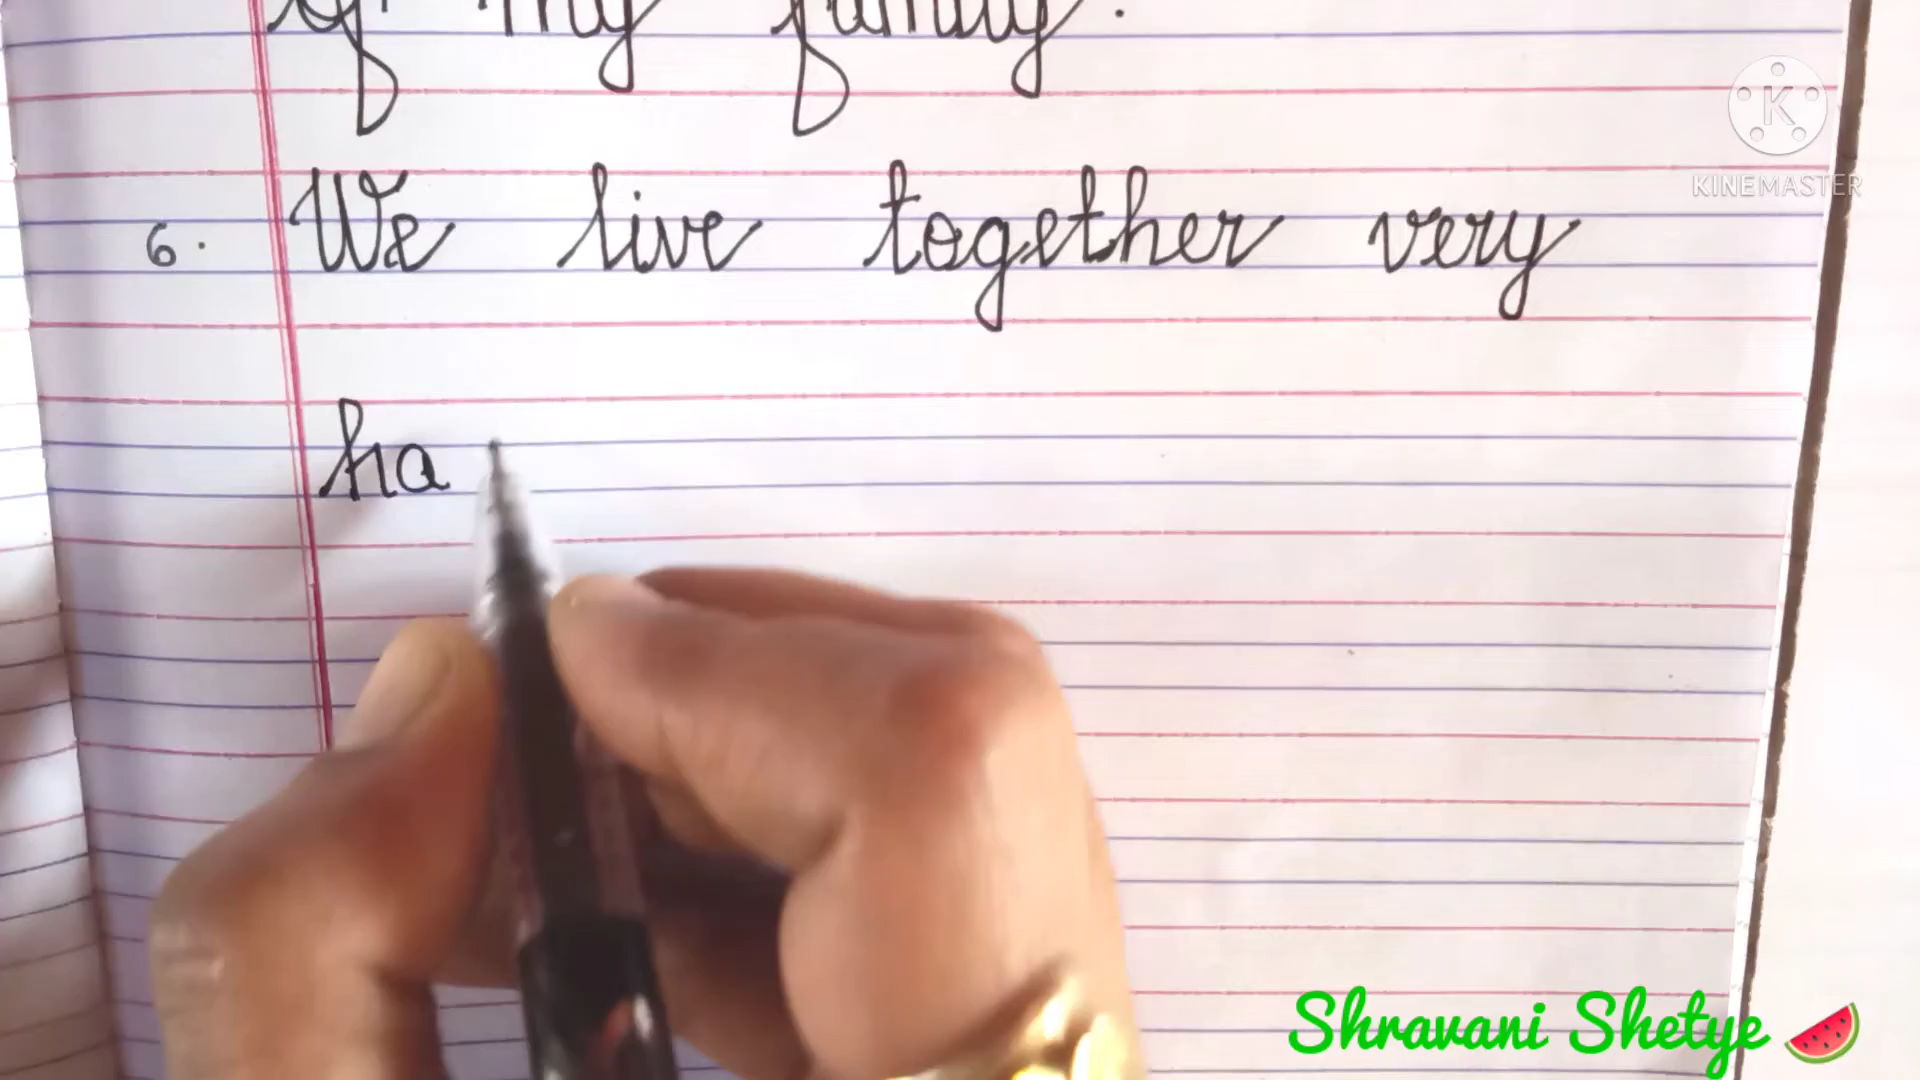 of my family.
6. We live together very
ha
KINEMASTER
Shravani Shetye